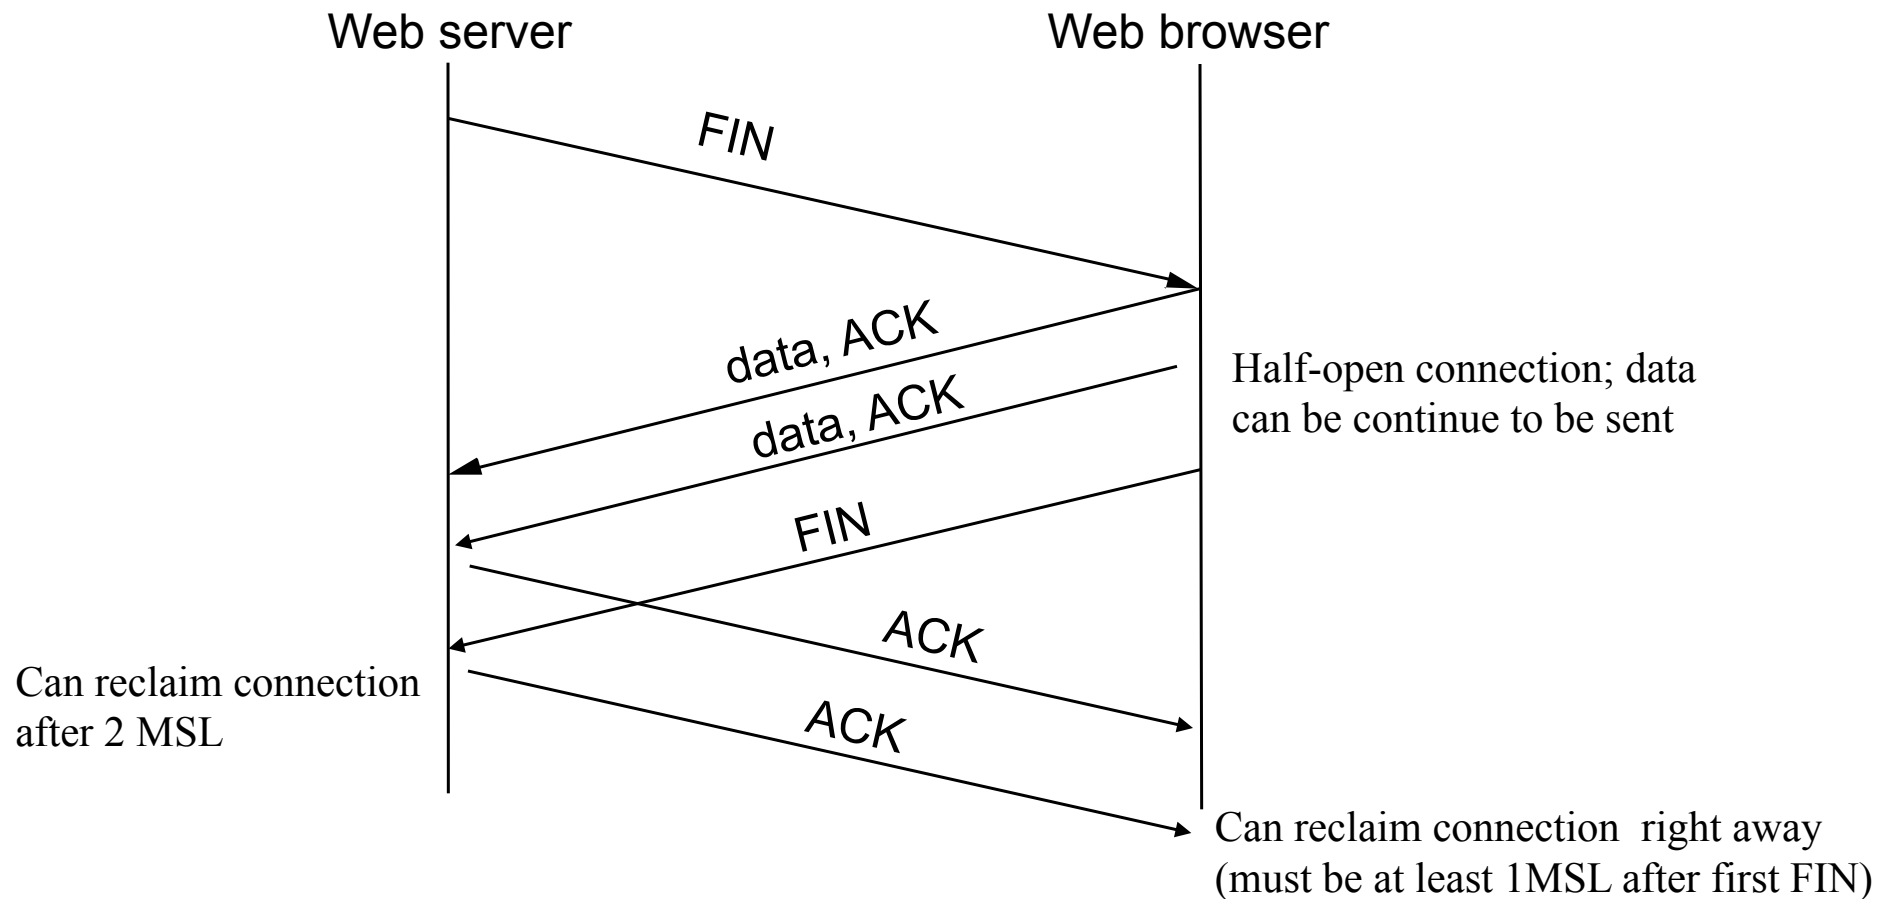 Web server
Web browser
FIN
data, ACK
Half-open connection; data
can be continue to be sent
data, ACK
FIN
ACK
Can reclaim connection
after 2 MSL
ACK
Can reclaim connection  right away
(must be at least 1MSL after first FIN)